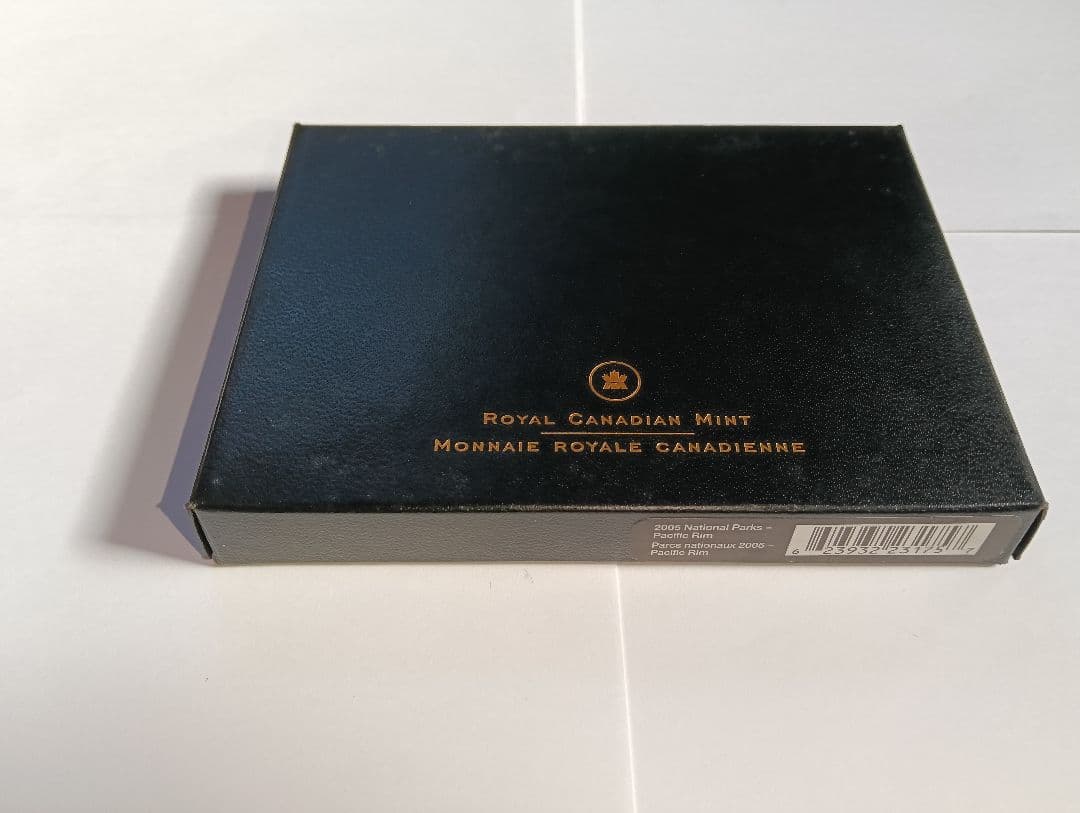 ROYAL CANADIAN MINT
MONNAIE ROYALE CANADIENNE
2005 National Parks –
Pacific Rim
Parcs nationaux 2005 –
Pacific Rim
6 23932 23175 7